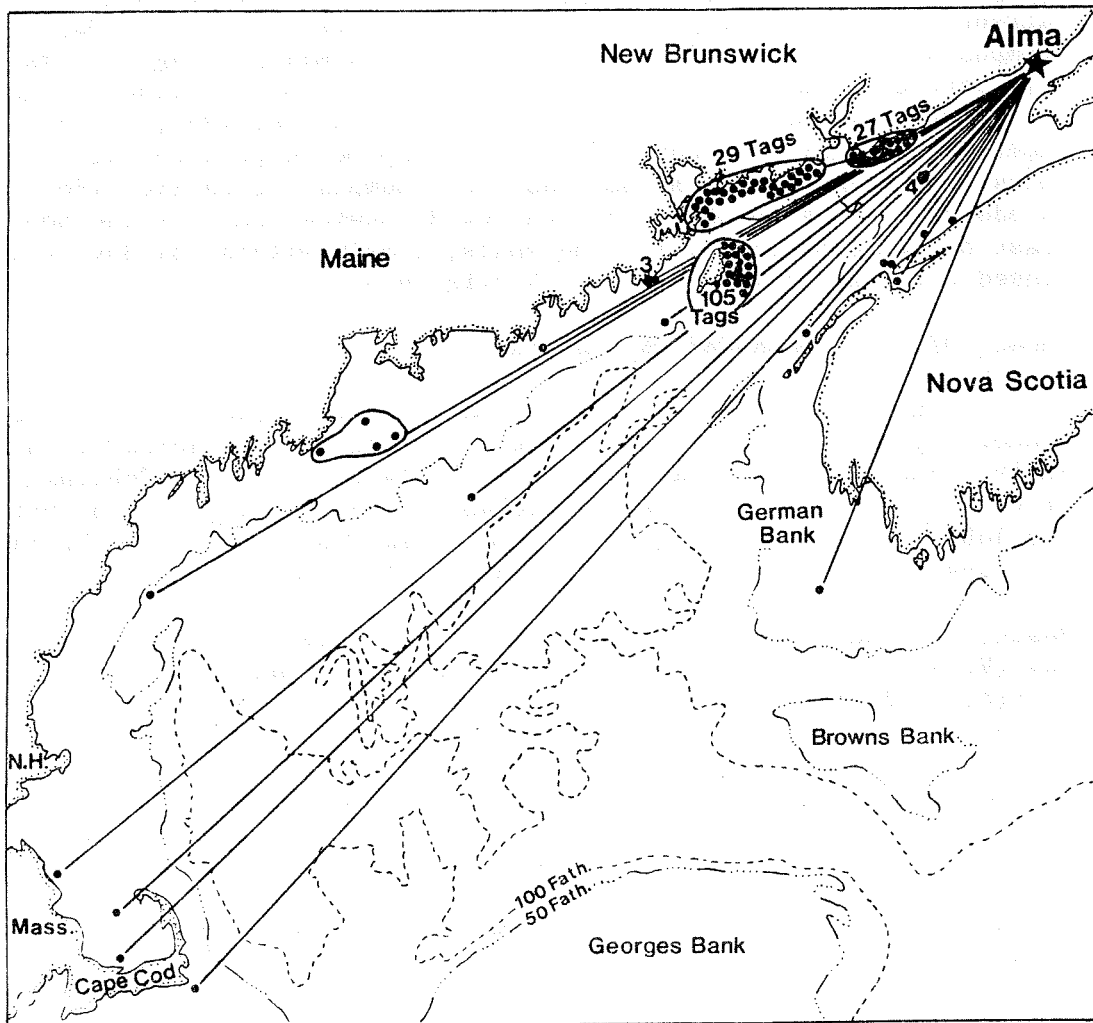 Alma
New Brunswick
27 Tags
29 Tags
4
Maine
3
105
Tags
Nova Scotia
German
Bank
Browns Bank
N.H.
100 Fath.
50 Fath.
Mass.
Georges Bank
Cape Cod